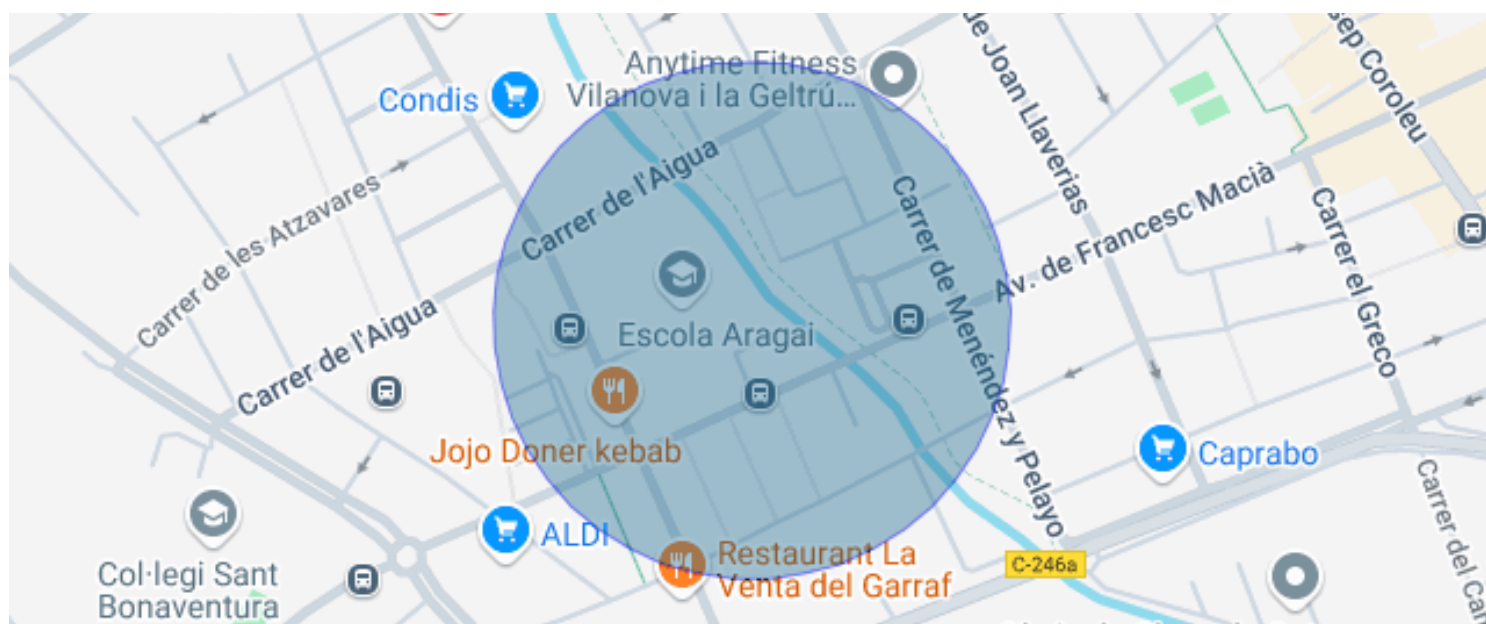 Anytime Fitness
Vilanova i la Geltrú...
Condis
de Joan Llaverias
sep Coroleu
Carrer de l'Aigua
Carrer de les Atzavares
Carrer de Menéndez y Pelayo
Av. de Francesc Macià
Carrer el Greco
Carrer de l'Aigua
Escola Aragai
Jojo Doner kebab
Caprabo
Carrer del Can
ALDI
Restaurant La
Venta del Garraf
C-246a
Col·legi Sant
Bonaventura